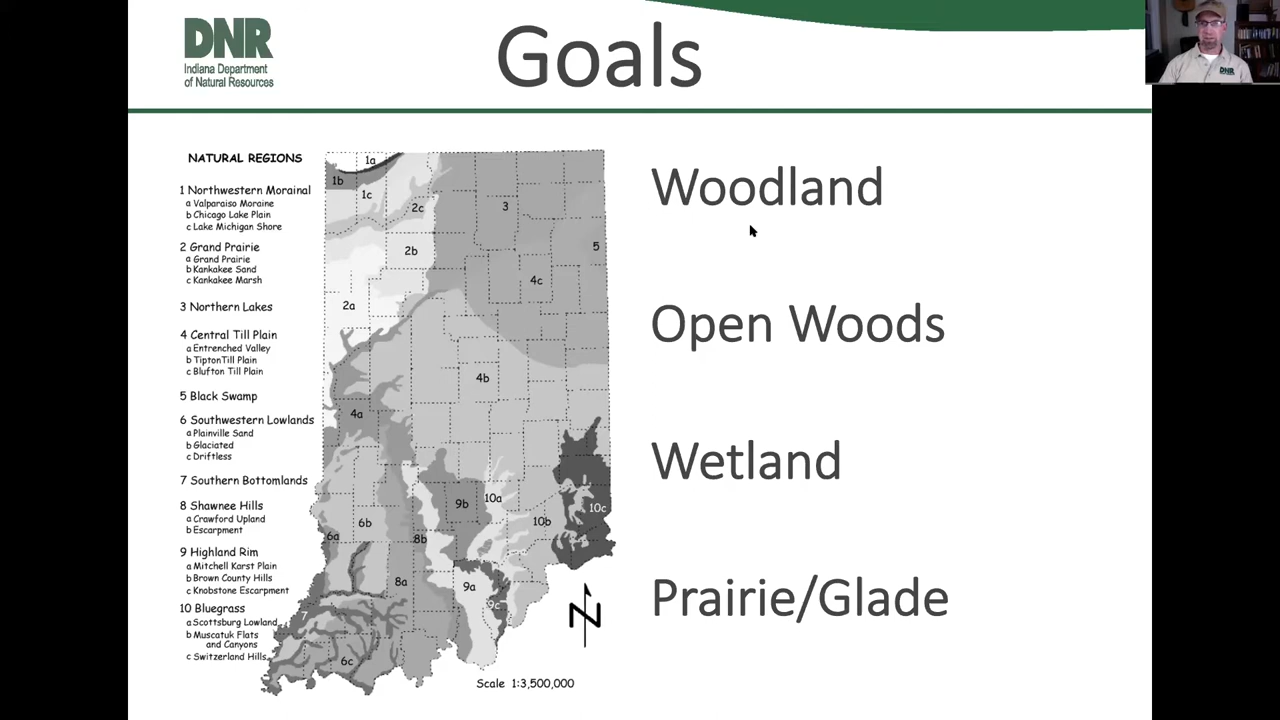 DNR
Indiana Department
of Natural Resources
Goals
DNR
NATURAL REGIONS
1 Northwestern Morainal
a Valparaiso Moraine
b Chicago Lake Plain
c Lake Michigan Shore
2 Grand Prairie
a Grand Prairie
b Kankakee Sand
c Kankakee Marsh
3 Northern Lakes
4 Central Till Plain
a Entrenched Valley
b Tipton Till Plain
c Blufton Till Plain
5 Black Swamp
6 Southwestern Lowlands
a Plainville Sand
b Glaciated
c Driftless
7 Southern Bottomlands
8 Shawnee Hills
a Crawford Upland
b Escarpment
9 Highland Rim
a Mitchell Karst Plain
b Brown County Hills
c Knobstone Escarpment
10 Bluegrass
a Scottsburg Lowland
b Muscatuk Flats
and Canyons
c Switzerland Hills
1a
1b
1c
2c
3
2b
5
4c
2a
4b
4a
9b
10a
10c
6b
10b
6a
8b
8a
9a
9c
7
6c
N
Scale 1:3,500,000
Woodland
Open Woods
Wetland
Prairie/Glade